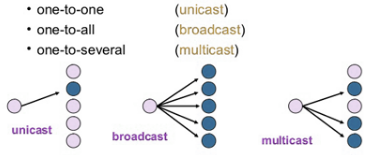 • one-to-one (unicast)
• one-to-all (broadcast)
• one-to-several (multicast)
unicast
broadcast
multicast